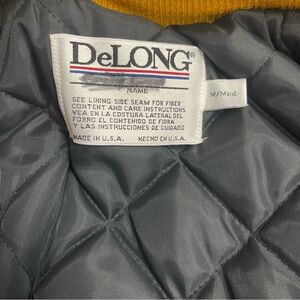 DeLONG®
NAME
SEE LINING SIDE SEAM FOR FIBER
CONTENT AND CARE INSTRUCTIONS
VEA EN LA COSTURA LATERAL DEL
FORRO EL CONTENIDO DE FIBRA
Y LAS INSTRUCCIONES DE CUIDADO
MADE IN U.S.A. HECHO EN U.S.A.
M/Med.